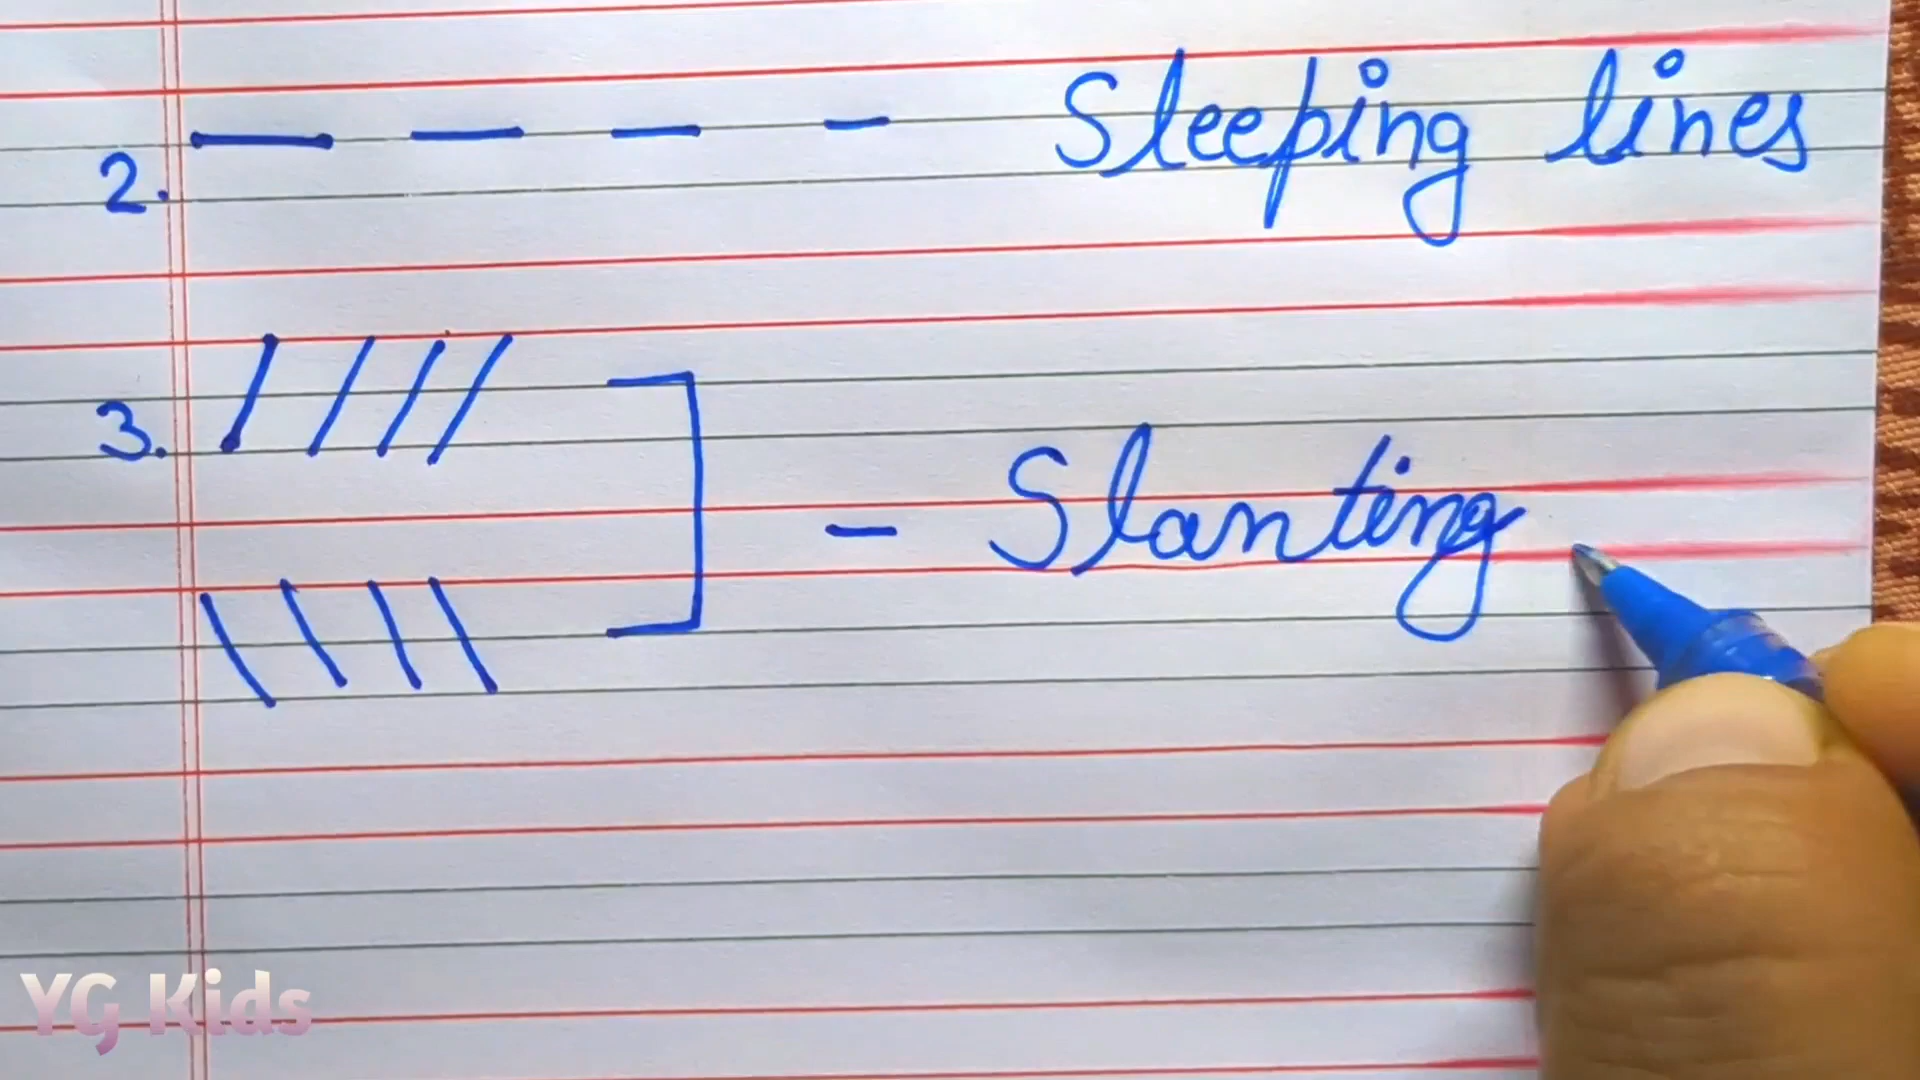 2. — — — - Sleeping lines
3. / / / / - Slanting
\ \ \ \
YG Kids